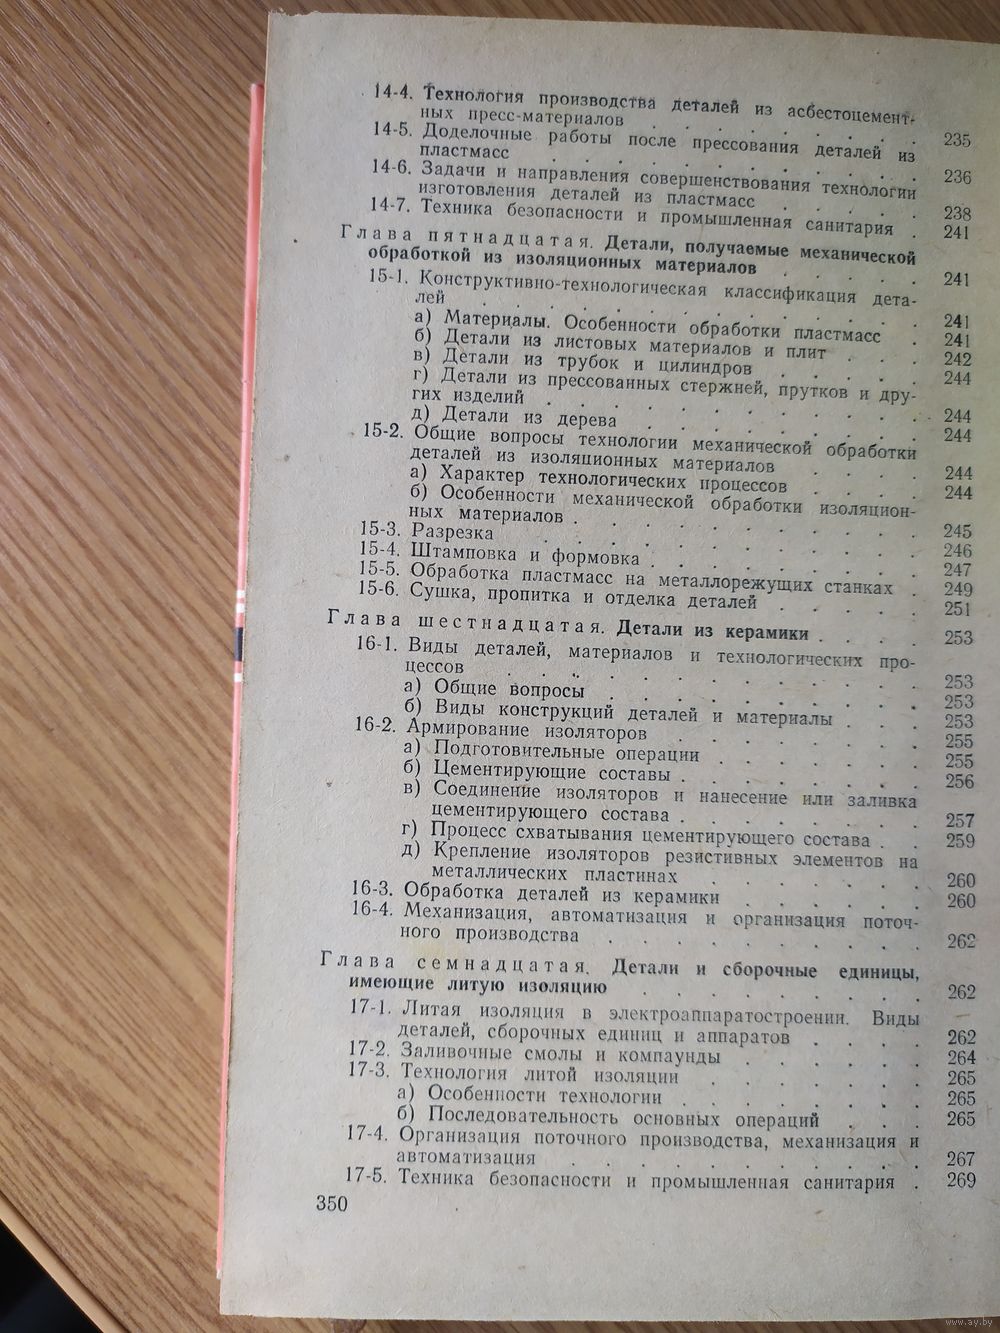 14-4. Технология производства деталей из асбестоцемент-
ных пресс-материалов . . . . . . . . 235
14-5. Доделочные работы после прессования деталей из
пластмасс . . . . . . . . . . 236
14-6. Задачи и направления совершенствования технологии
изготовления деталей из пластмасс . . . . . 238
14-7. Техника безопасности и промышленная санитария . 241
Глава пятнадцатая. Детали, получаемые механической
обработкой из изоляционных материалов . . . . . 241
15-1. Конструктивно-технологическая классификация дета-
лей . . . . . . . . . . . . 241
а) Материалы. Особенности обработки пластмасс . 241
б) Детали из листовых материалов и плит . . . 242
в) Детали из трубок и цилиндров . . . . . 244
г) Детали из прессованных стержней, прутков и дру-
гих изделий . . . . . . . . . . 244
д) Детали из дерева . . . . . . . . 244
15-2. Общие вопросы технологии механической обработки
деталей из изоляционных материалов . . . . 244
а) Характер технологических процессов . . . . 244
б) Особенности механической обработки изоляцион-
ных материалов . . . . . . . . . 245
15-3. Разрезка . . . . . . . . . . 246
15-4. Штамповка и формовка . . . . . . . 247
15-5. Обработка пластмасс на металлорежущих станках . 249
15-6. Сушка, пропитка и отделка деталей . . . . . 251
Глава шестнадцатая. Детали из керамики . . . . 253
16-1. Виды деталей, материалов и технологических про-
цессов . . . . . . . . . . . 253
а) Общие вопросы . . . . . . . . 253
б) Виды конструкций деталей и материалы . . . 253
16-2. Армирование изоляторов . . . . . . . 255
а) Подготовительные операции . . . . . . 255
б) Цементирующие составы . . . . . . . 256
в) Соединение изоляторов и нанесение или заливка
цементирующего состава . . . . . . . 257
г) Процесс схватывания цементирующего состава . . 259
д) Крепление изоляторов резистивных элементов на
металлических пластинах . . . . . . 260
16-3. Обработка деталей из керамики . . . . . . 260
16-4. Механизация, автоматизация и организация поточ-
ного производства . . . . . . . . . 262
Глава семнадцатая. Детали и сборочные единицы,
имеющие литую изоляцию . . . . . . . . 262
17-1. Литая изоляция в электроаппаратостроении. Виды
деталей, сборочных единиц и аппаратов . . . . 262
17-2. Заливочные смолы и компаунды . . . . . . 264
17-3. Технология литой изоляции . . . . . . . 265
а) Особенности технологии . . . . . . . 265
б) Последовательность основных операций . . . 265
17-4. Организация поточного производства, механизация и
автоматизация . . . . . . . . . . 267
17-5. Техника безопасности и промышленная санитария . 269
350
www.ay.by